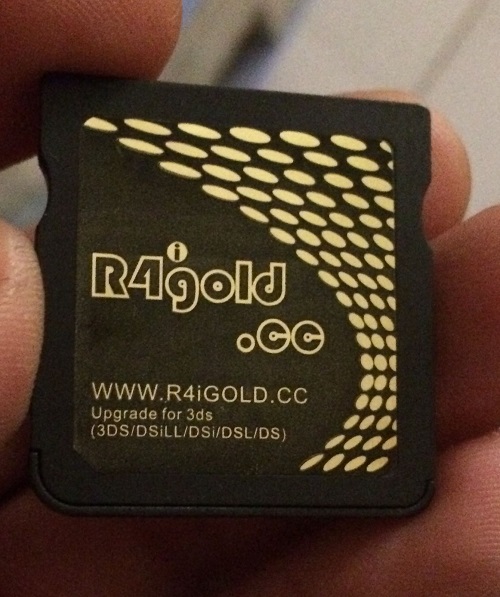 R4igold
.cc
WWW.R4iGOLD.CC
Upgrade for 3ds
(3DS/DSiLL/DSi/DSL/DS)